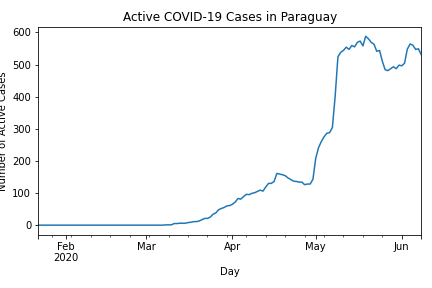 Active COVID-19 Cases in Paraguay
Number of Active Cases
600
500
400
300
200
100
0
Feb
2020
Mar
Apr
May
Jun
Day